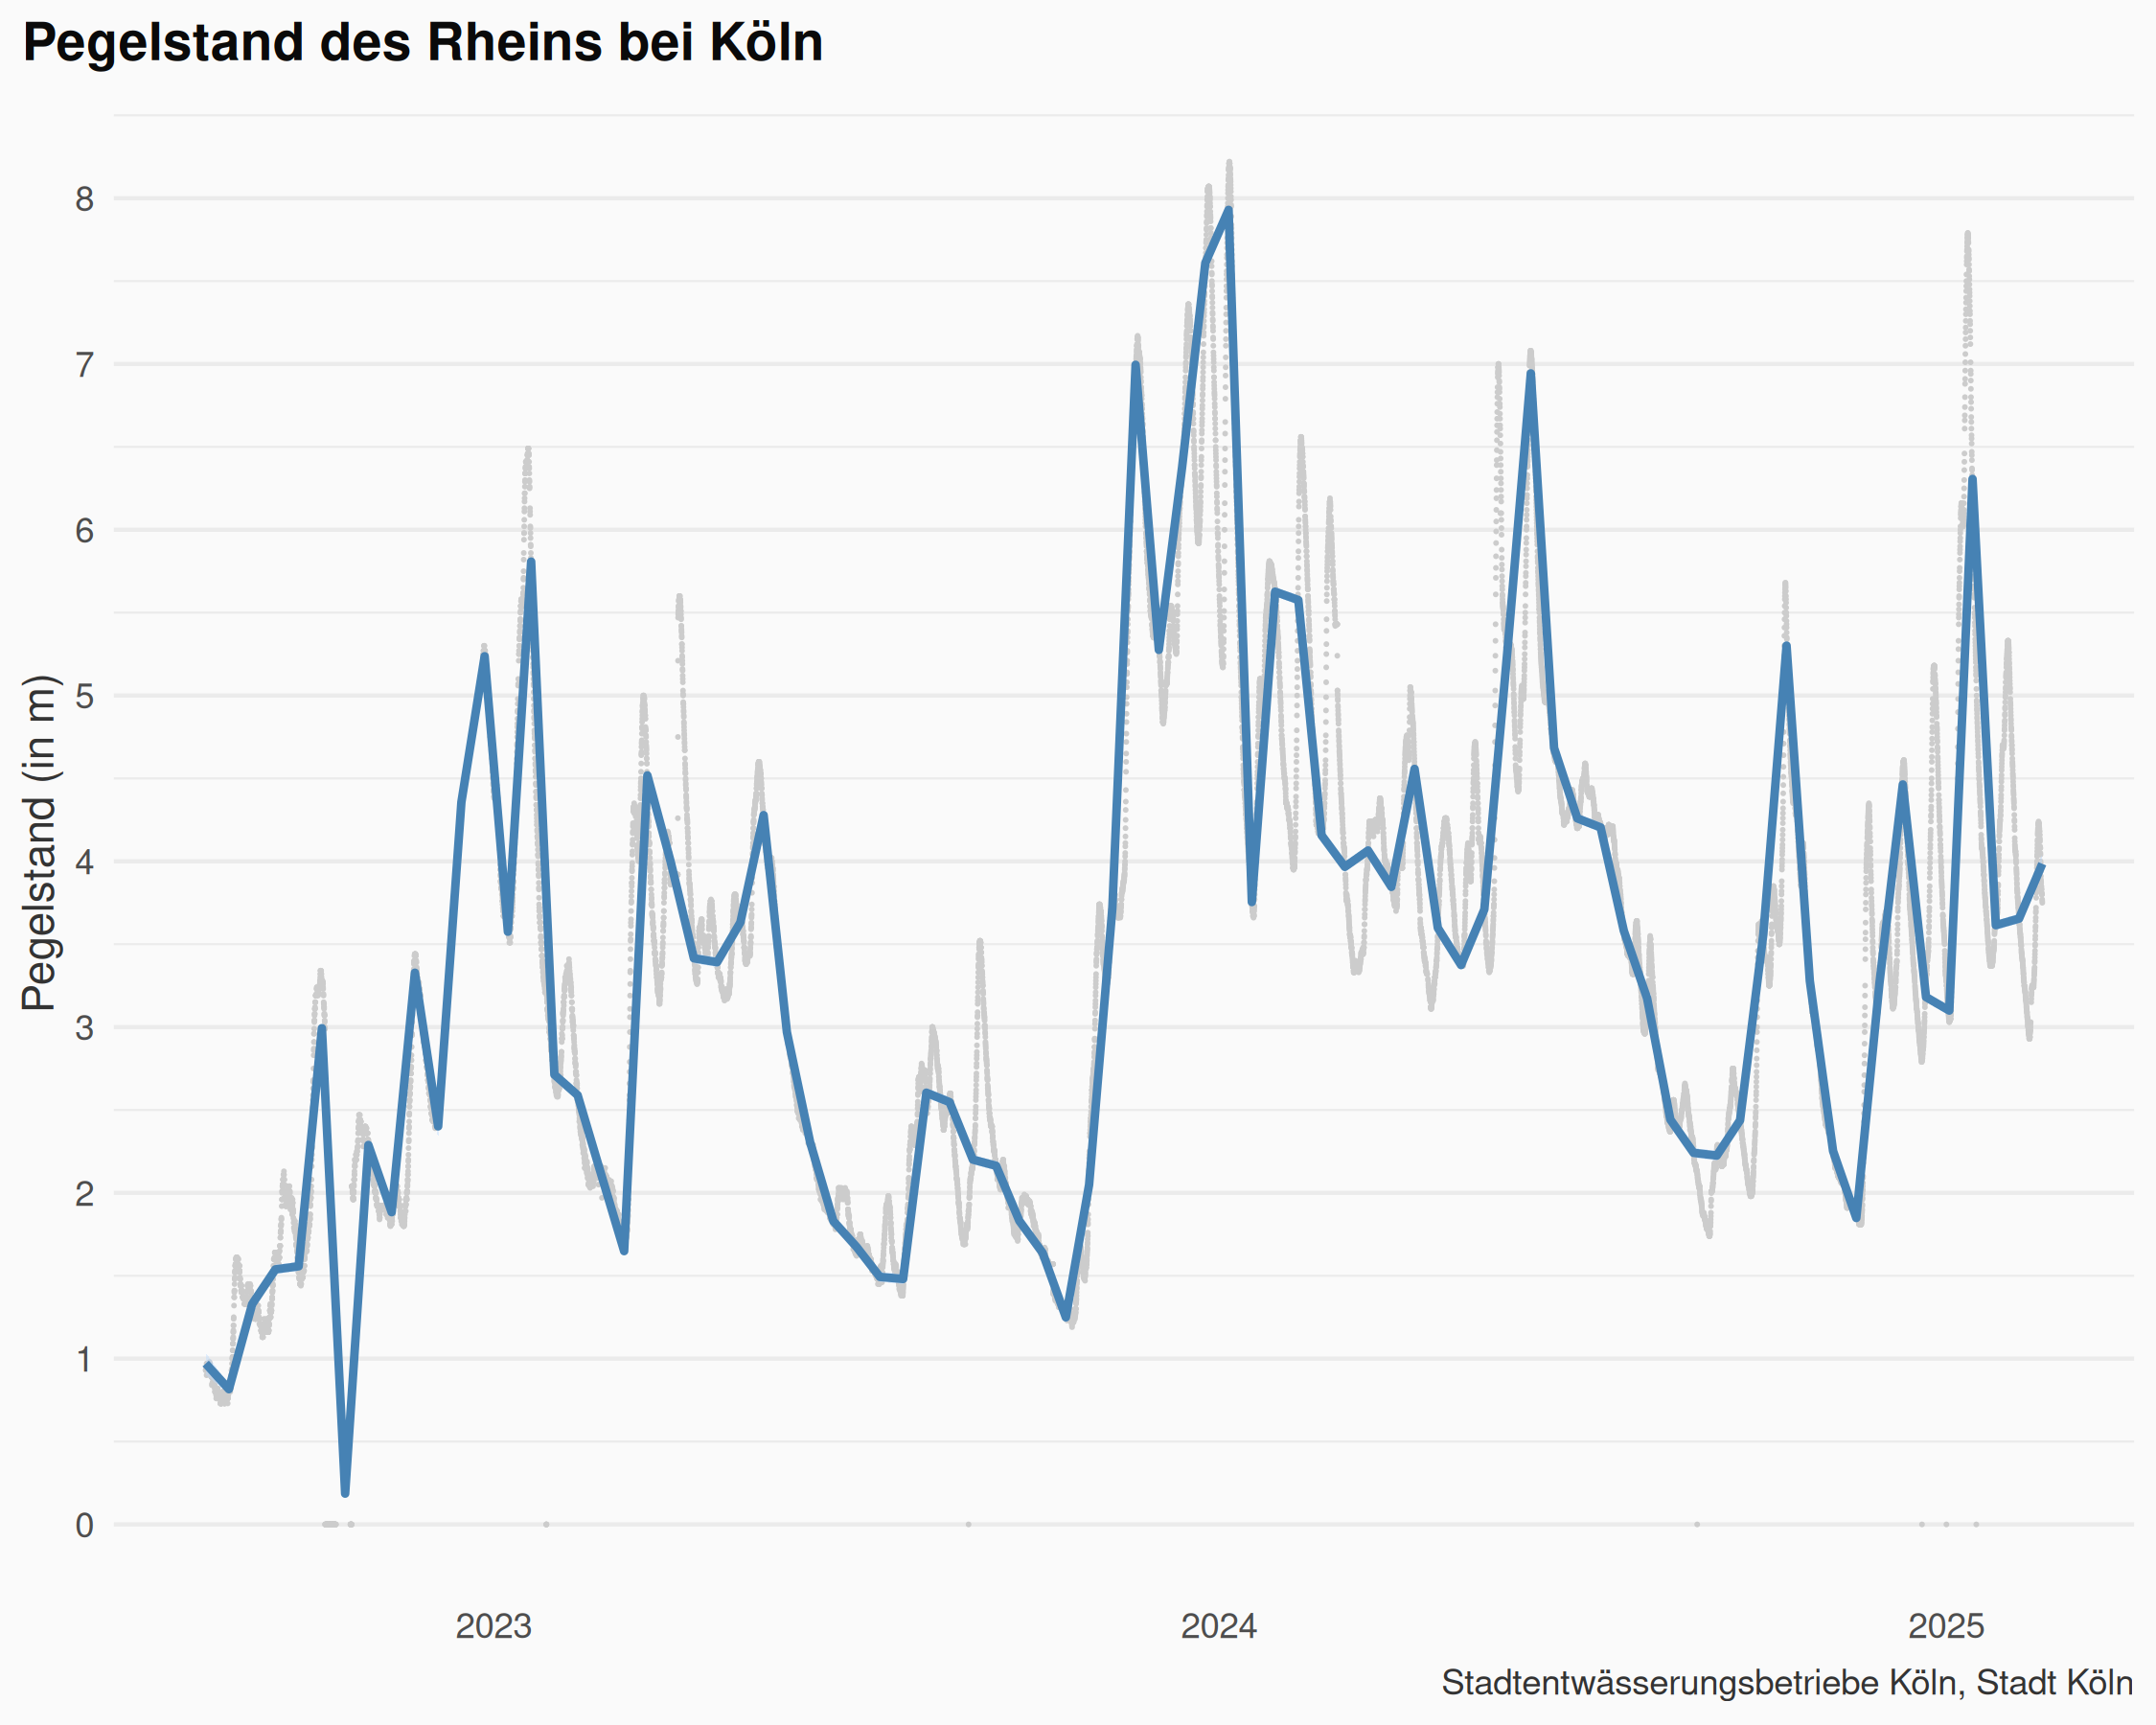 Pegelstand des Rheins bei Köln
Pegelstand (in m)
8
7
6
5
4
3
2
1
0
2023 2024 2025
Stadtentwässerungsbetriebe Köln, Stadt Köln